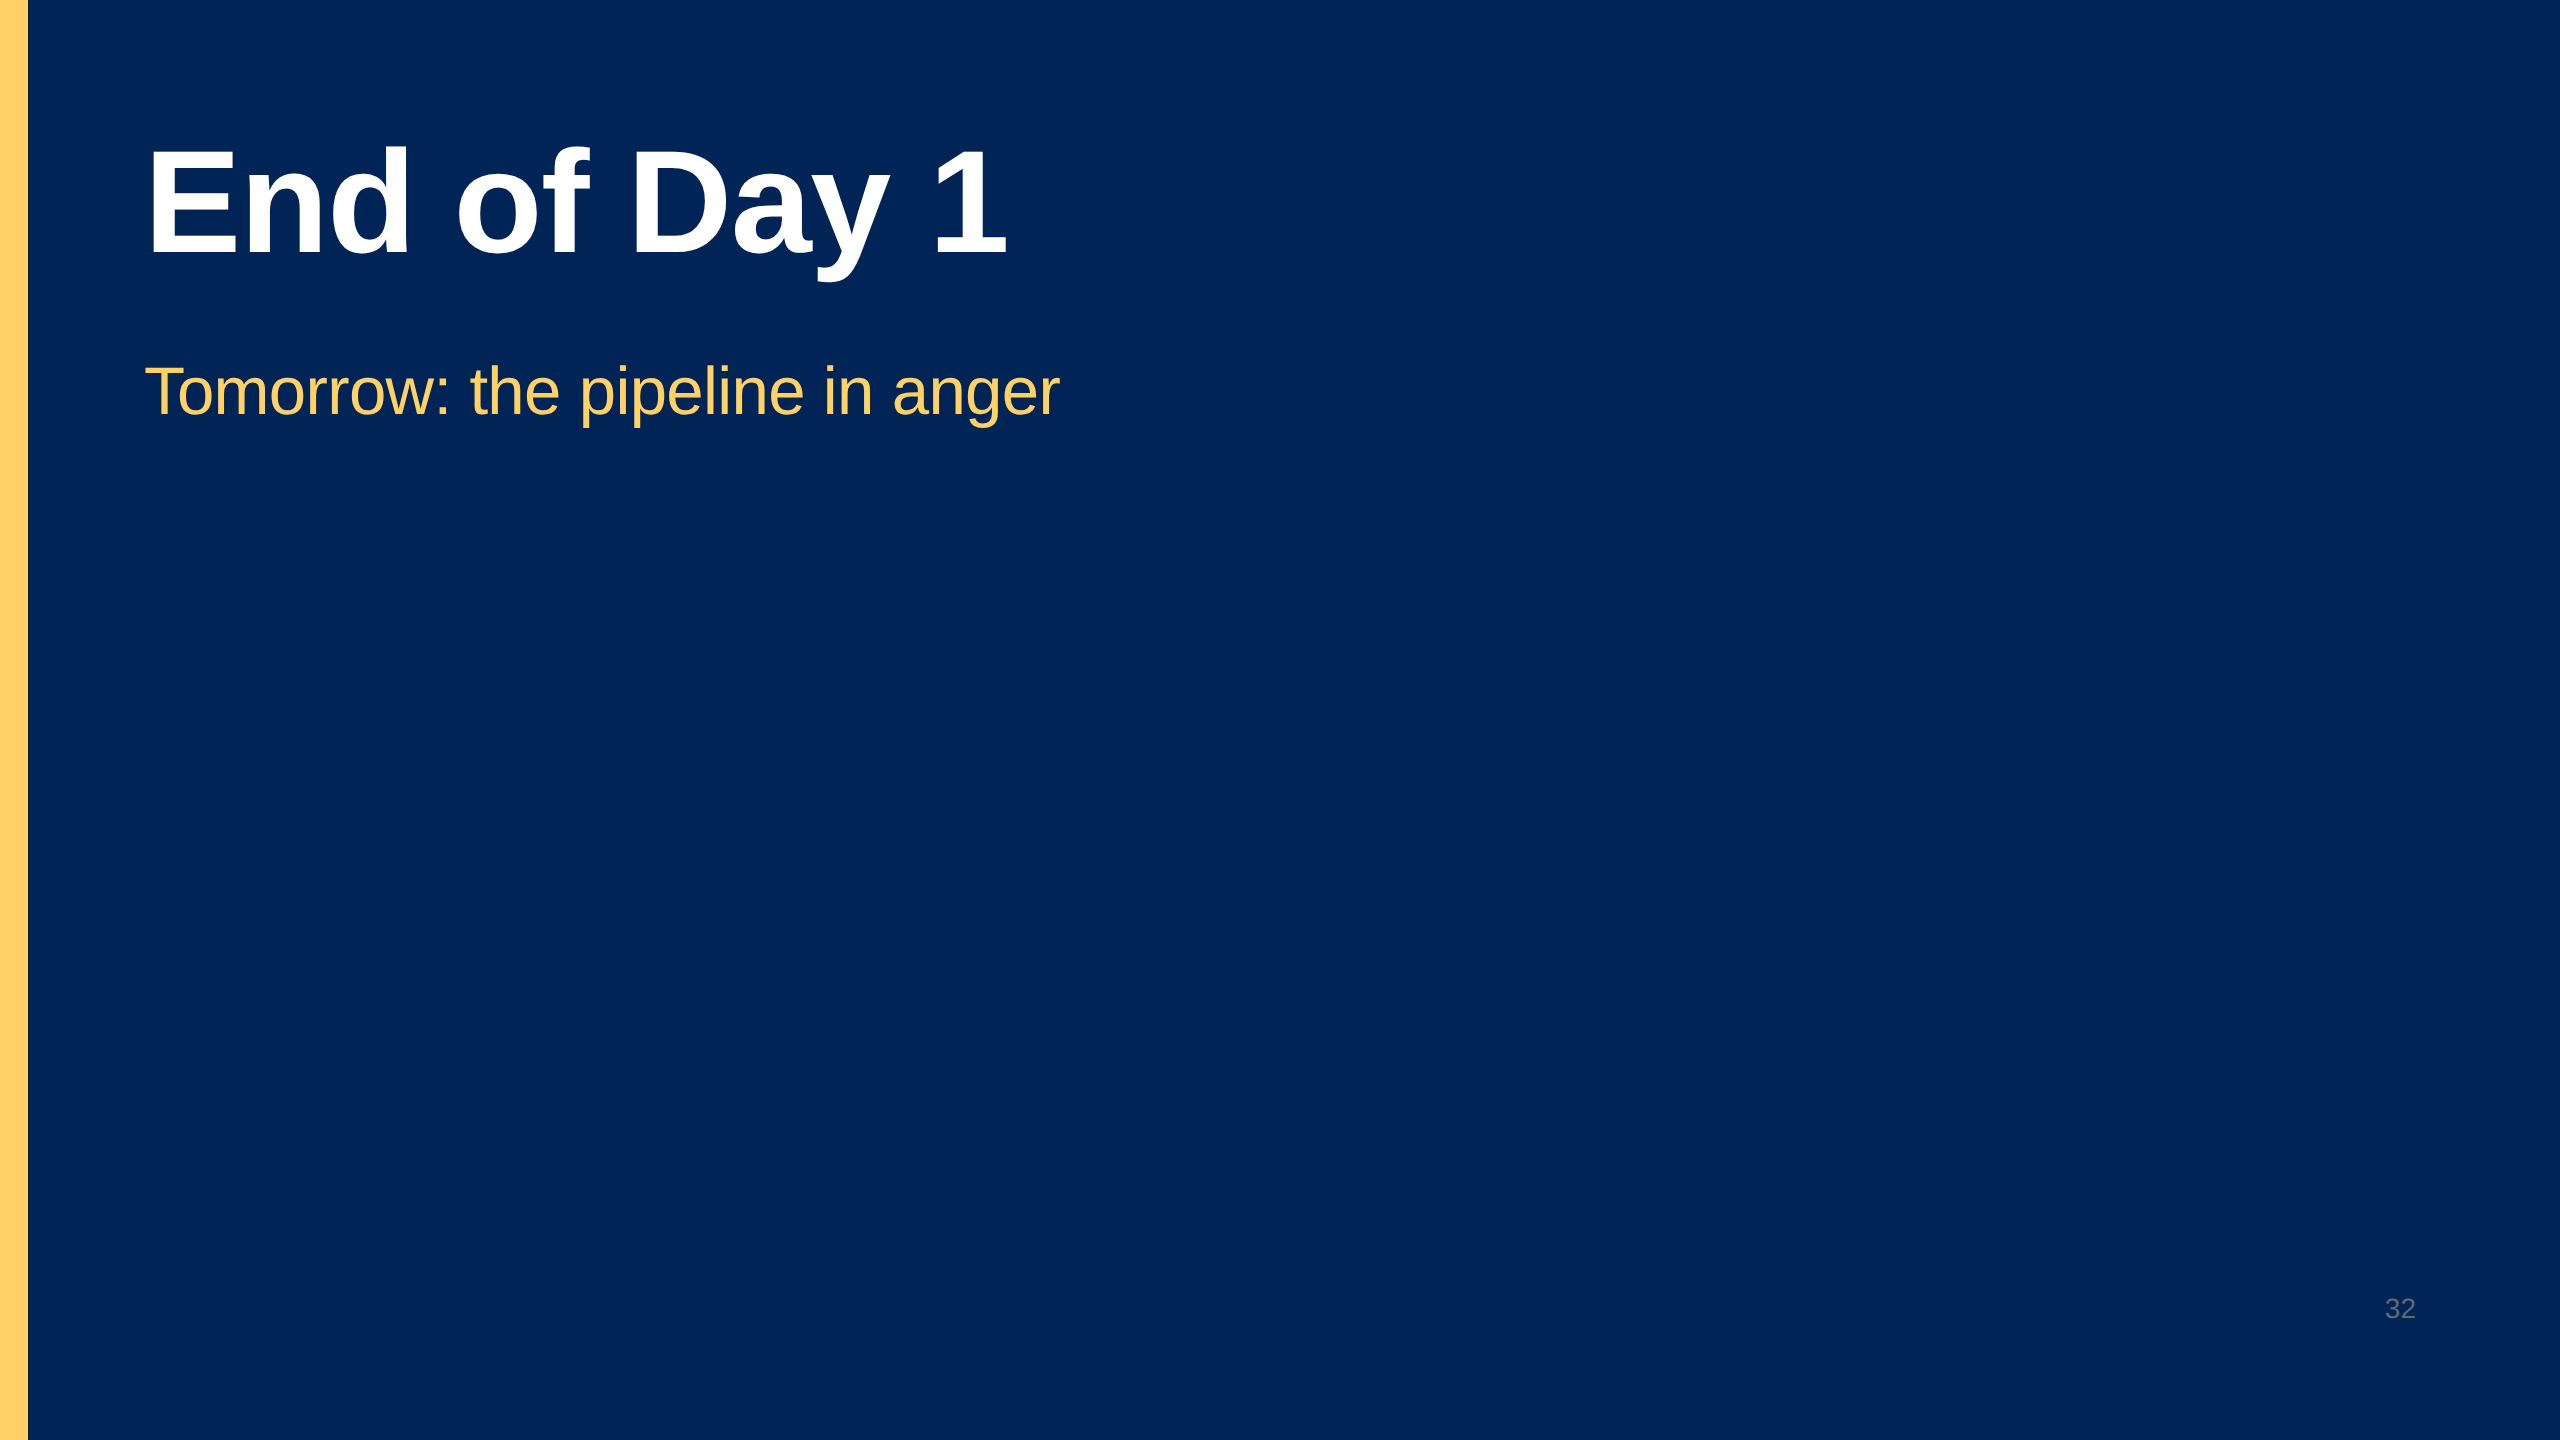 End of Day 1
Tomorrow: the pipeline in anger
32